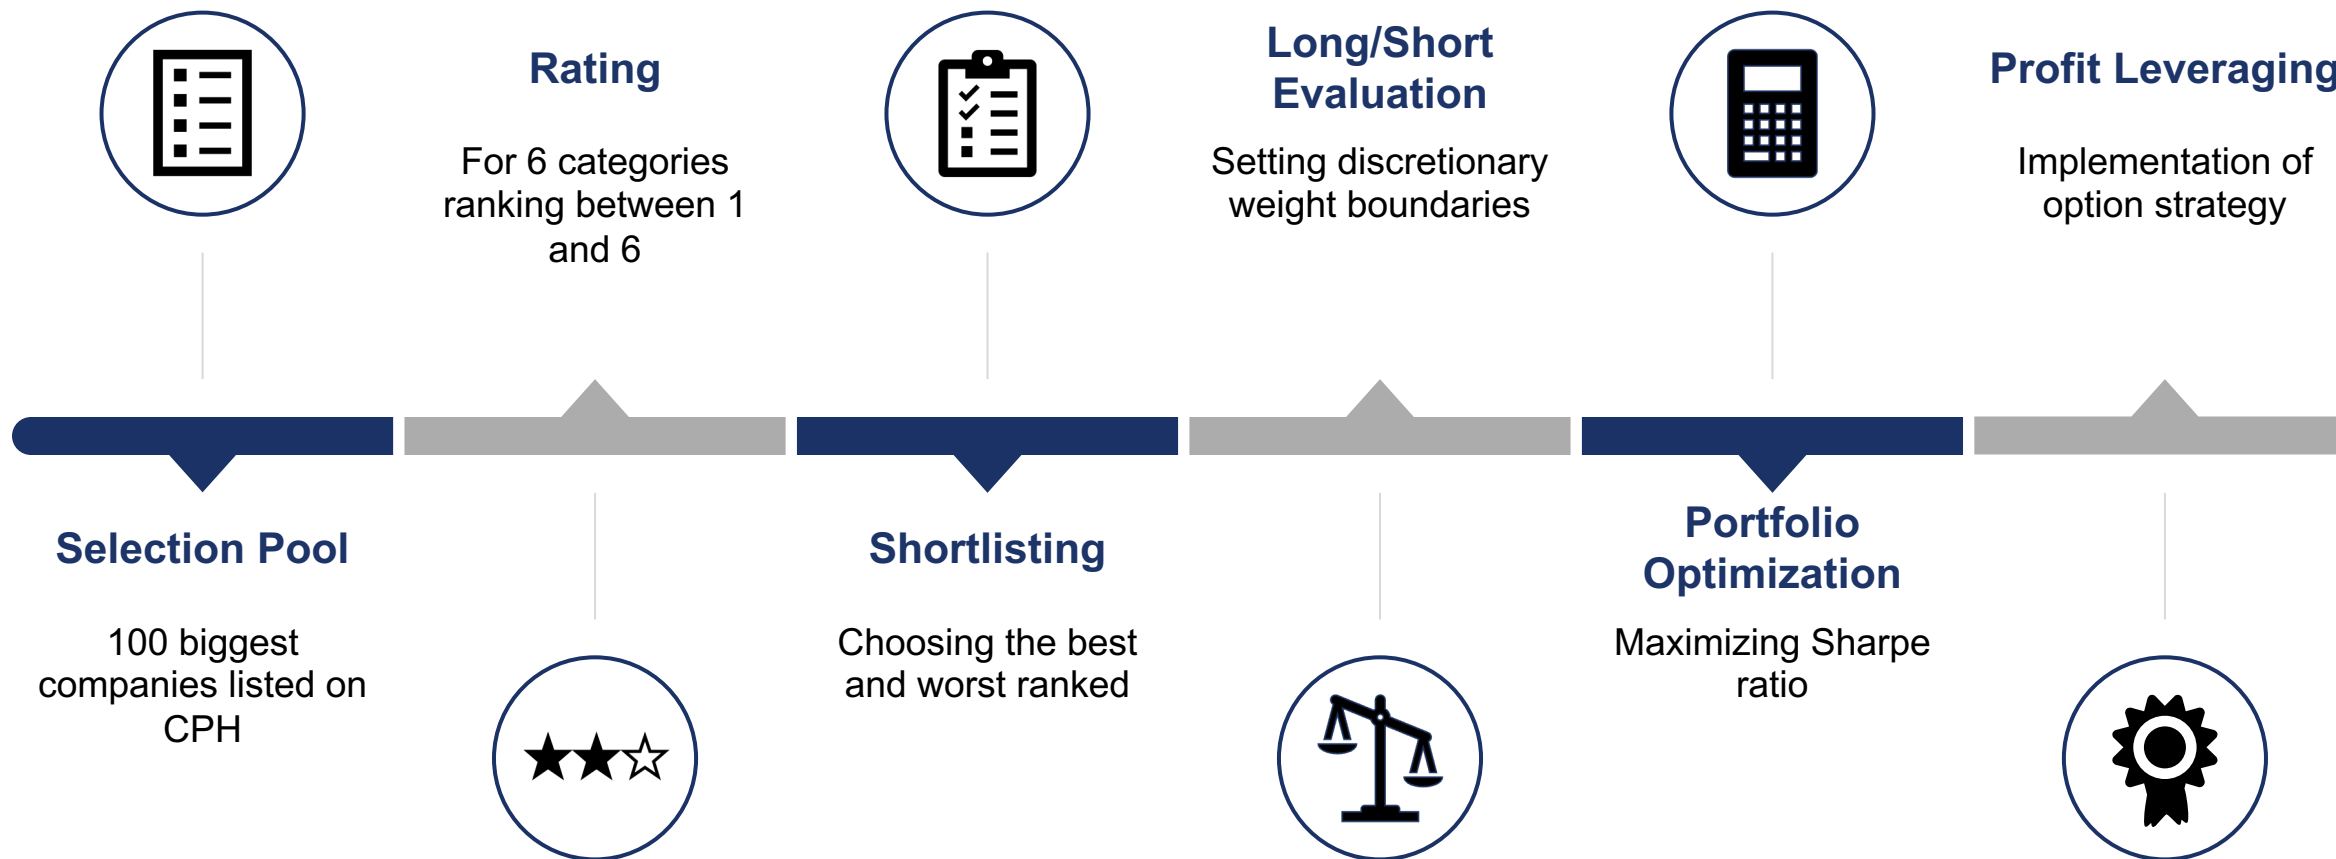 Selection Pool
100 biggest
companies listed on
CPH
Rating
For 6 categories
ranking between 1
and 6
Shortlisting
Choosing the best
and worst ranked
Long/Short
Evaluation
Setting discretionary
weight boundaries
Portfolio
Optimization
Maximizing Sharpe
ratio
Profit Leveraging
Implementation of
option strategy